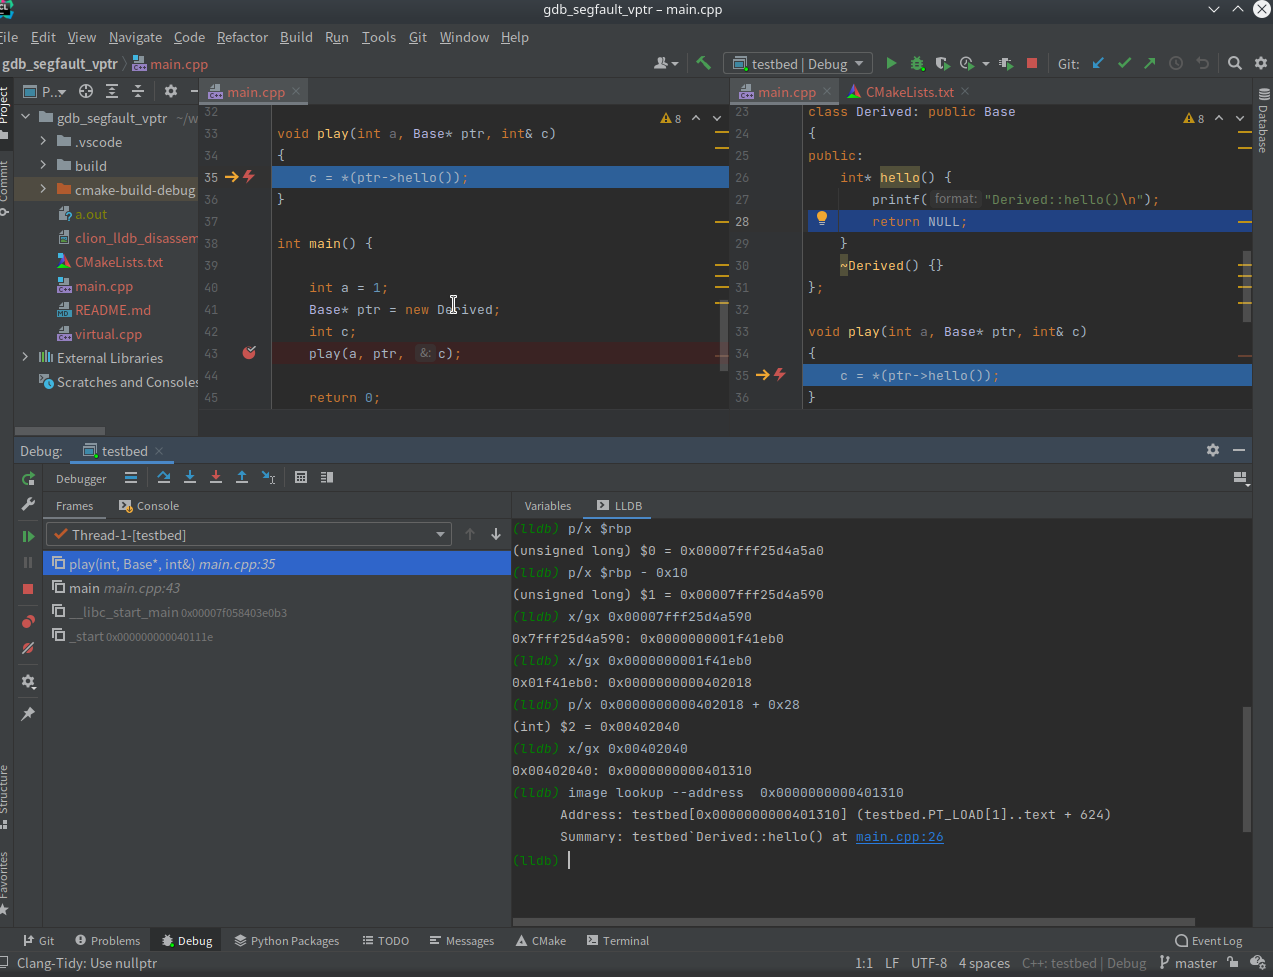 gdb_segfault_vptr – main.cpp
File Edit View Navigate Code Refactor Build Run Tools Git Window Help
gdb_segfault_vptr main.cpp
testbed | Debug
Git:
Project
Commit
P...
gdb_segfault_vptr ~/w
.vscode
build
cmake-build-debug
a.out
clion_lldb_disassem
CMakeLists.txt
main.cpp
README.md
virtual.cpp
External Libraries
Scratches and Consoles
main.cpp
8
32
33 void play(int a, Base* ptr, int& c)
34 {
35 c = *(ptr->hello());
36 }
37
38 int main() {
39
40 int a = 1;
41 Base* ptr = new Derived;
42 int c;
43 play(a, ptr, &: c);
44
45 return 0;
main.cpp CMakeLists.txt
8
23 class Derived: public Base
24 {
25 public:
26 int* hello() {
27 printf( format: "Derived::hello()\n");
28 return NULL;
29 }
30 ~Derived() {}
31 };
32
33 void play(int a, Base* ptr, int& c)
34 {
35 c = *(ptr->hello());
36 }
Database
Debug: testbed
Debugger
Frames Console
Thread-1-[testbed]
play(int, Base*, int&) main.cpp:35
main main.cpp:43
__libc_start_main 0x00007f058403e0b3
_start 0x000000000040111e
Variables LLDB
(lldb) p/x $rbp
(unsigned long) $0 = 0x00007fff25d4a5a0
(lldb) p/x $rbp - 0x10
(unsigned long) $1 = 0x00007fff25d4a590
(lldb) x/gx 0x00007fff25d4a590
0x7fff25d4a590: 0x0000000001f41eb0
(lldb) x/gx 0x0000000001f41eb0
0x01f41eb0: 0x0000000000402018
(lldb) p/x 0x0000000000402018 + 0x28
(int) $2 = 0x00402040
(lldb) x/gx 0x00402040
0x00402040: 0x0000000000401310
(lldb) image lookup --address 0x0000000000401310
Address: testbed[0x0000000000401310] (testbed.PT_LOAD[1]..text + 624)
Summary: testbed`Derived::hello() at main.cpp:26
(lldb)
Structure
Favorites
Git Problems Debug Python Packages TODO Messages CMake Terminal Event Log
Clang-Tidy: Use nullptr
1:1 LF UTF-8 4 spaces C++: testbed | Debug master